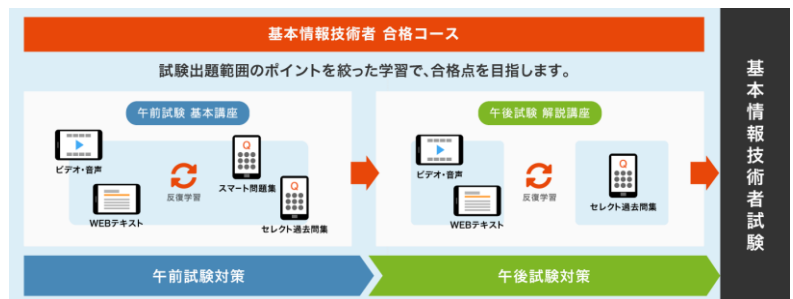 基本情報技術者 合格コース
試験出題範囲のポイントを絞った学習で、合格点を目指します。
午前試験 基本講座
ビデオ・音声
WEBテキスト
反復学習
Q
スマート問題集
Q
セレクト過去問集
午後試験 解説講座
ビデオ・音声
WEBテキスト
反復学習
Q
セレクト過去問集
午前試験対策
午後試験対策
基本情報技術者試験